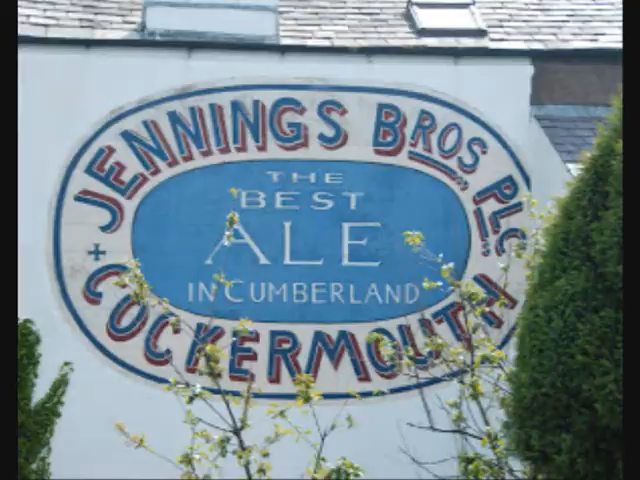 JENNINGS BROS PLC
THE
BEST
ALE
IN CUMBERLAND
COCKERMOUTH